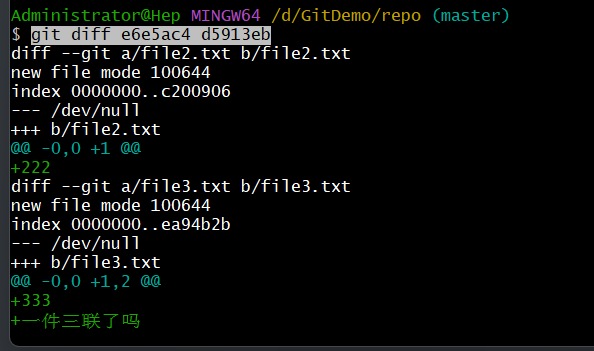 Administrator@Hep MINGW64 /d/GitDemo/repo (master)
$ git diff e6e5ac4 d5913eb
diff --git a/file2.txt b/file2.txt
new file mode 100644
index 0000000..c200906
--- /dev/null
+++ b/file2.txt
@@ -0,0 +1 @@
+222
diff --git a/file3.txt b/file3.txt
new file mode 100644
index 0000000..ea94b2b
--- /dev/null
+++ b/file3.txt
@@ -0,0 +1,2 @@
+333
+一件三联了吗